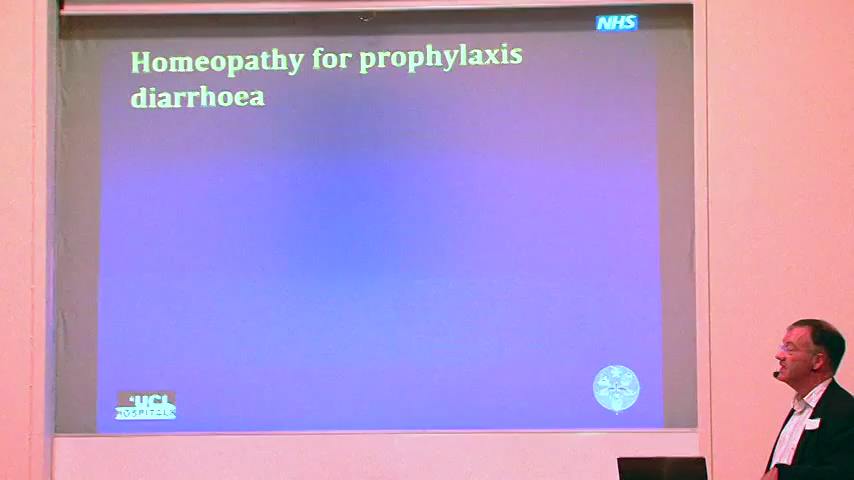 NHS
Homeopathy for prophylaxis
diarrhoea
UCL
HOSPITALS